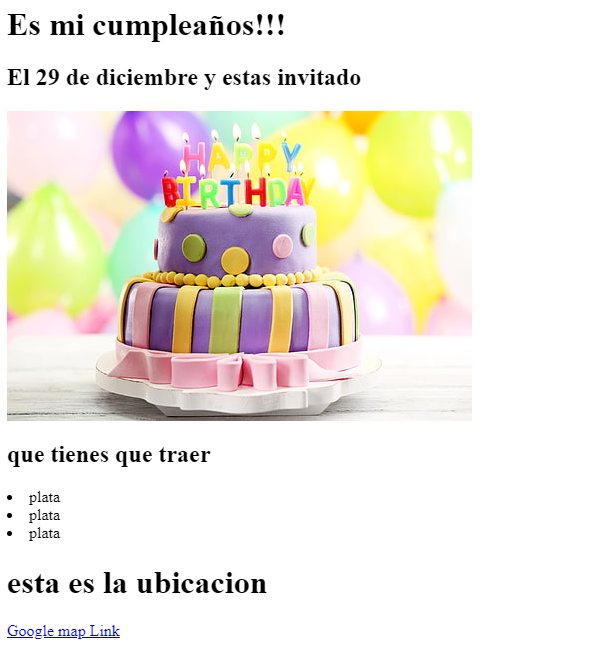 Es mi cumpleaños!!!
El 29 de diciembre y estas invitado
HAPPY
BIRTHDAY
que tienes que traer
plata
plata
plata
esta es la ubicacion
Google map Link